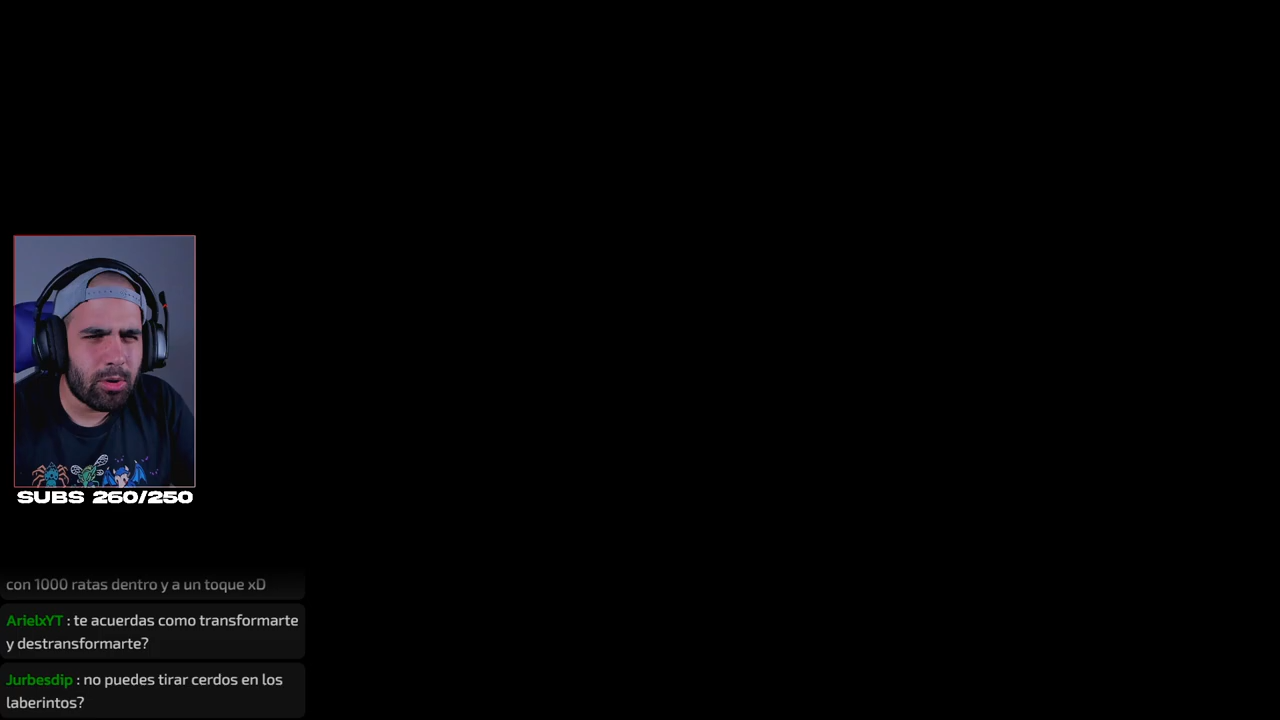 SUBS 260/250
con 1000 ratas dentro y a un toque xD
ArielxYT : te acuerdas como transformarte
y destransformarte?
Jurbesdip : no puedes tirar cerdos en los
laberintos?